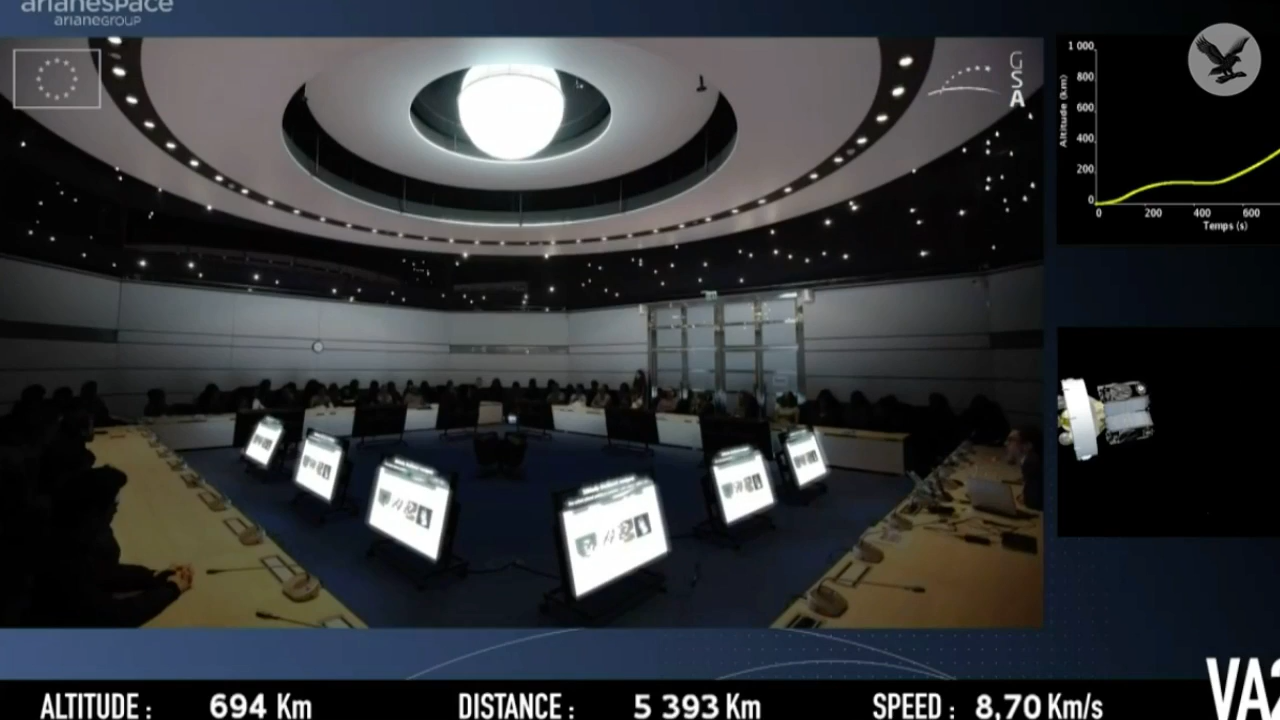 arianespace
arianeGROUP
GSA
1 000
800
600
400
200
0
Altitude (km)
0 200 400 600
Temps (s)
ALTITUDE : 694 Km DISTANCE : 5 393 Km SPEED : 8,70 Km/s
VA2